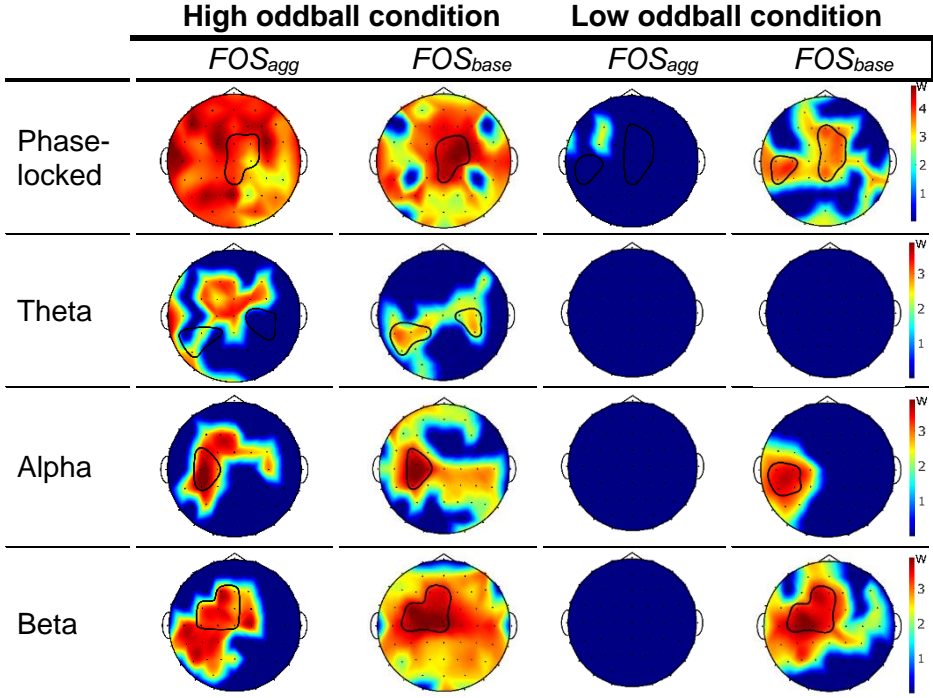 High oddball condition Low oddball condition
FOSagg FOSbase FOSagg FOSbase
Phase-
locked
W
4
3
2
1
Theta
W
3
2
1
Alpha
W
3
2
1
Beta
W
3
2
1